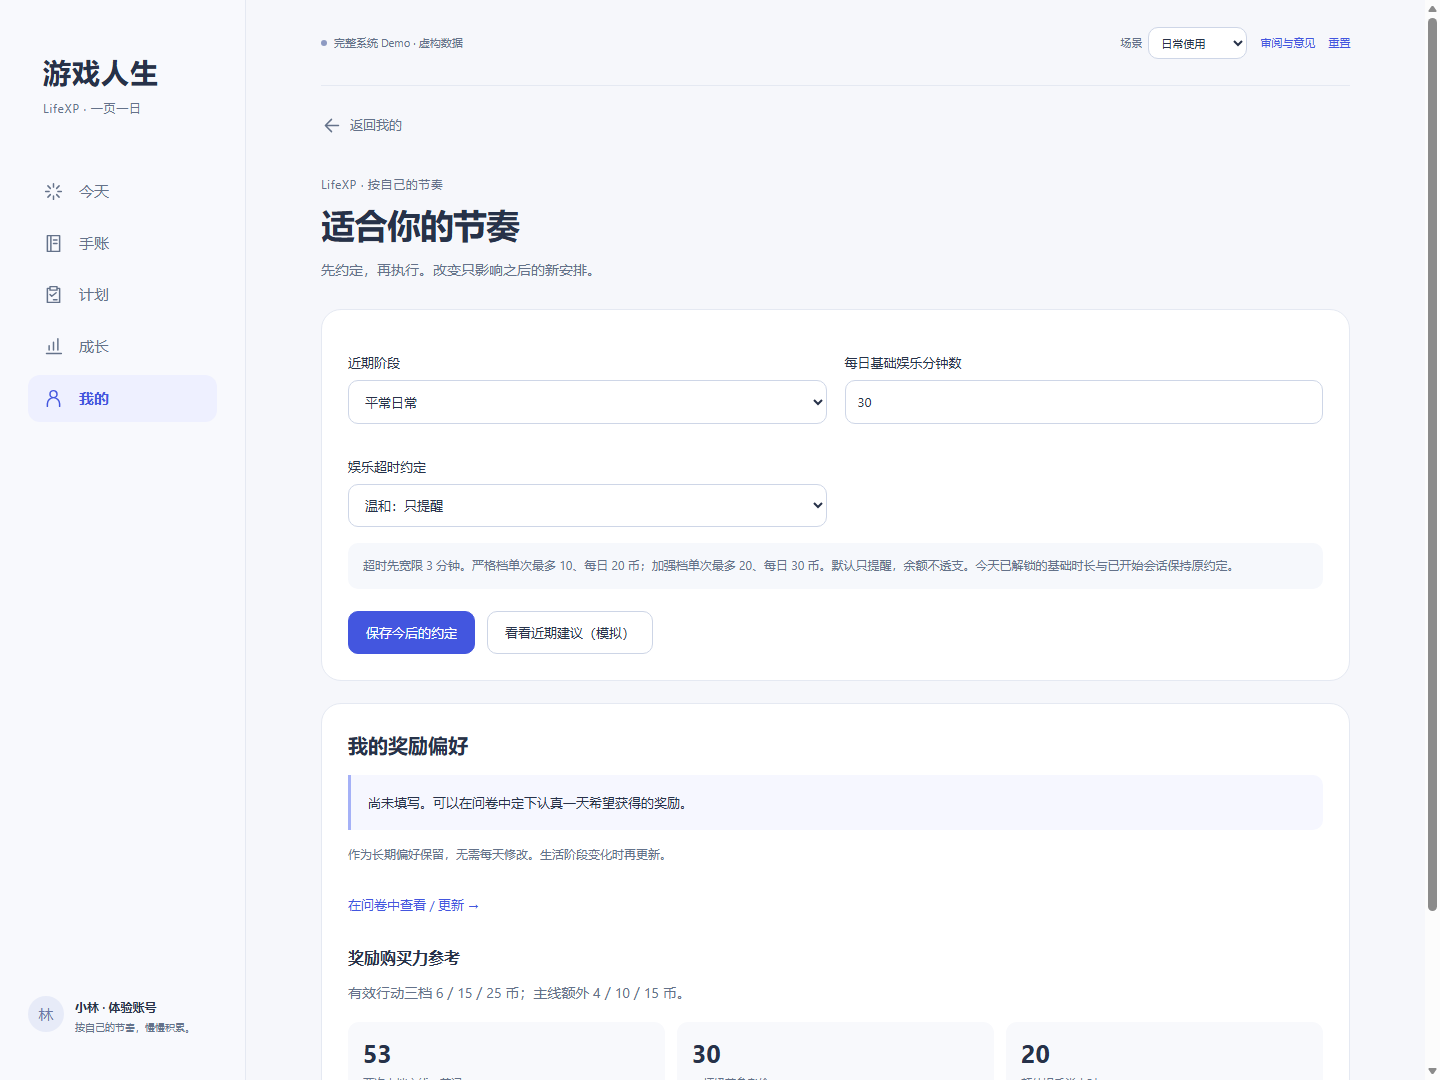 游戏人生
LifeXP · 一页一日
今天
手账
计划
成长
我的
林
小林 · 体验账号
按自己的节奏，慢慢积累。
完整系统 Demo · 虚构数据
场景
日常使用
审阅与意见
重置
返回我的
LifeXP · 按自己的节奏
适合你的节奏
先约定，再执行。改变只影响之后的新安排。
近期阶段
每日基础娱乐分钟数
平常日常
30
娱乐超时约定
温和：只提醒
超时先宽限 3 分钟。严格档单次最多 10、每日 20 币；加强档单次最多 20、每日 30 币。默认只提醒，余额不透支。今天已解锁的基础时长与已开始会话保持原约定。
保存今后的约定
看看近期建议（模拟）
我的奖励偏好
尚未填写。可以在问卷中定下认真一天希望获得的奖励。
作为长期偏好保留，无需每天修改。生活阶段变化时再更新。
在问卷中查看 / 更新 →
奖励购买力参考
有效行动三档 6 / 15 / 25 币；主线额外 4 / 10 / 15 币。
53
30
20